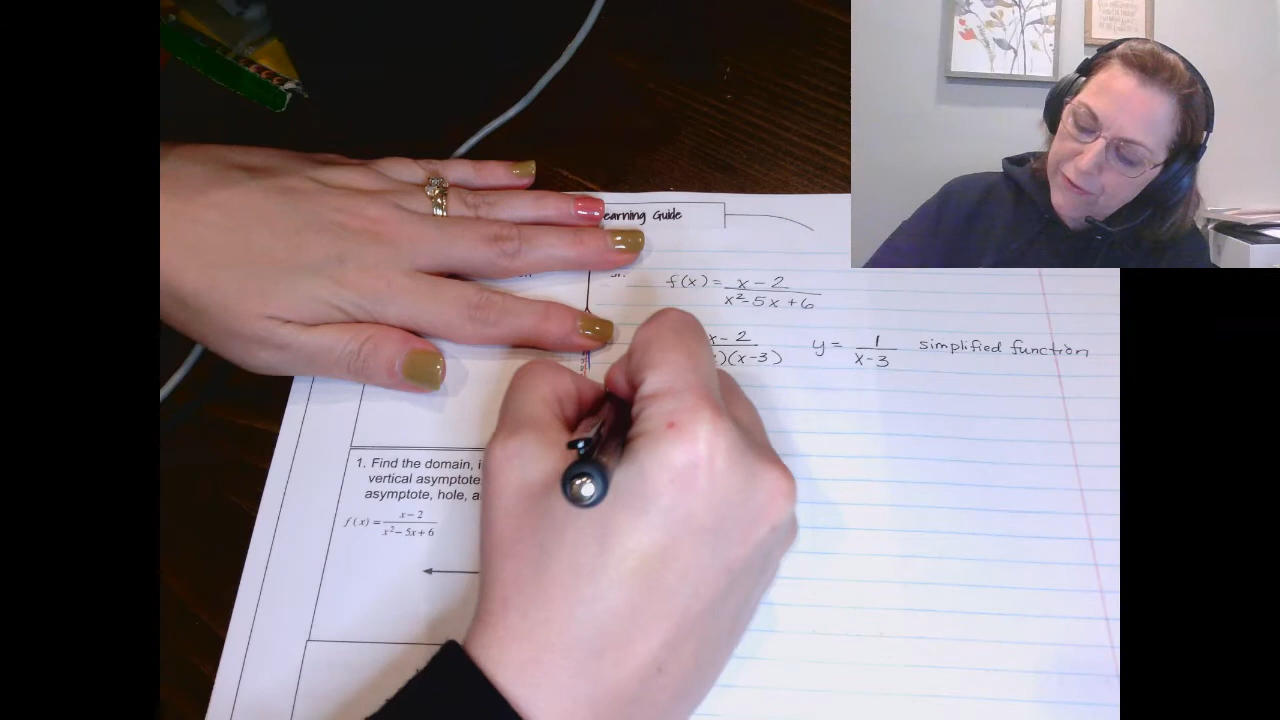 earning Guide
f(x) = x - 2
x² - 5x + 6
x - 2
)(x-3)
y = 1
x-3
simplified function
1. Find the domain,
vertical asymptote
asymptote, hole, a
f(x) = x - 2
x² - 5x + 6